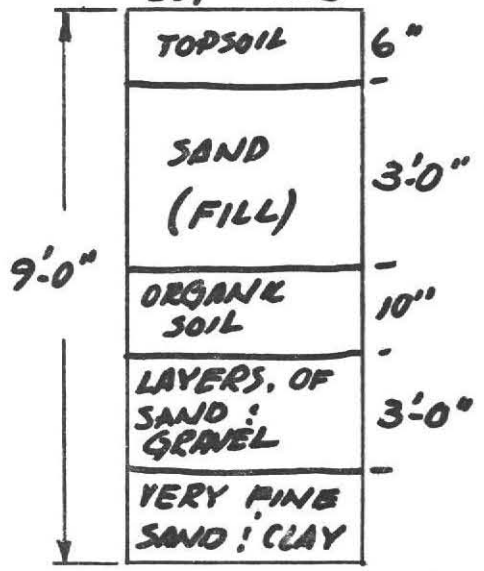 TOPSOIL 6"
SAND
(FILL)
3'-0"
9'-0"
ORGANIC
SOIL
10"
LAYERS. OF
SAND &
GRAVEL
3'-0"
VERY FINE
SAND & CLAY